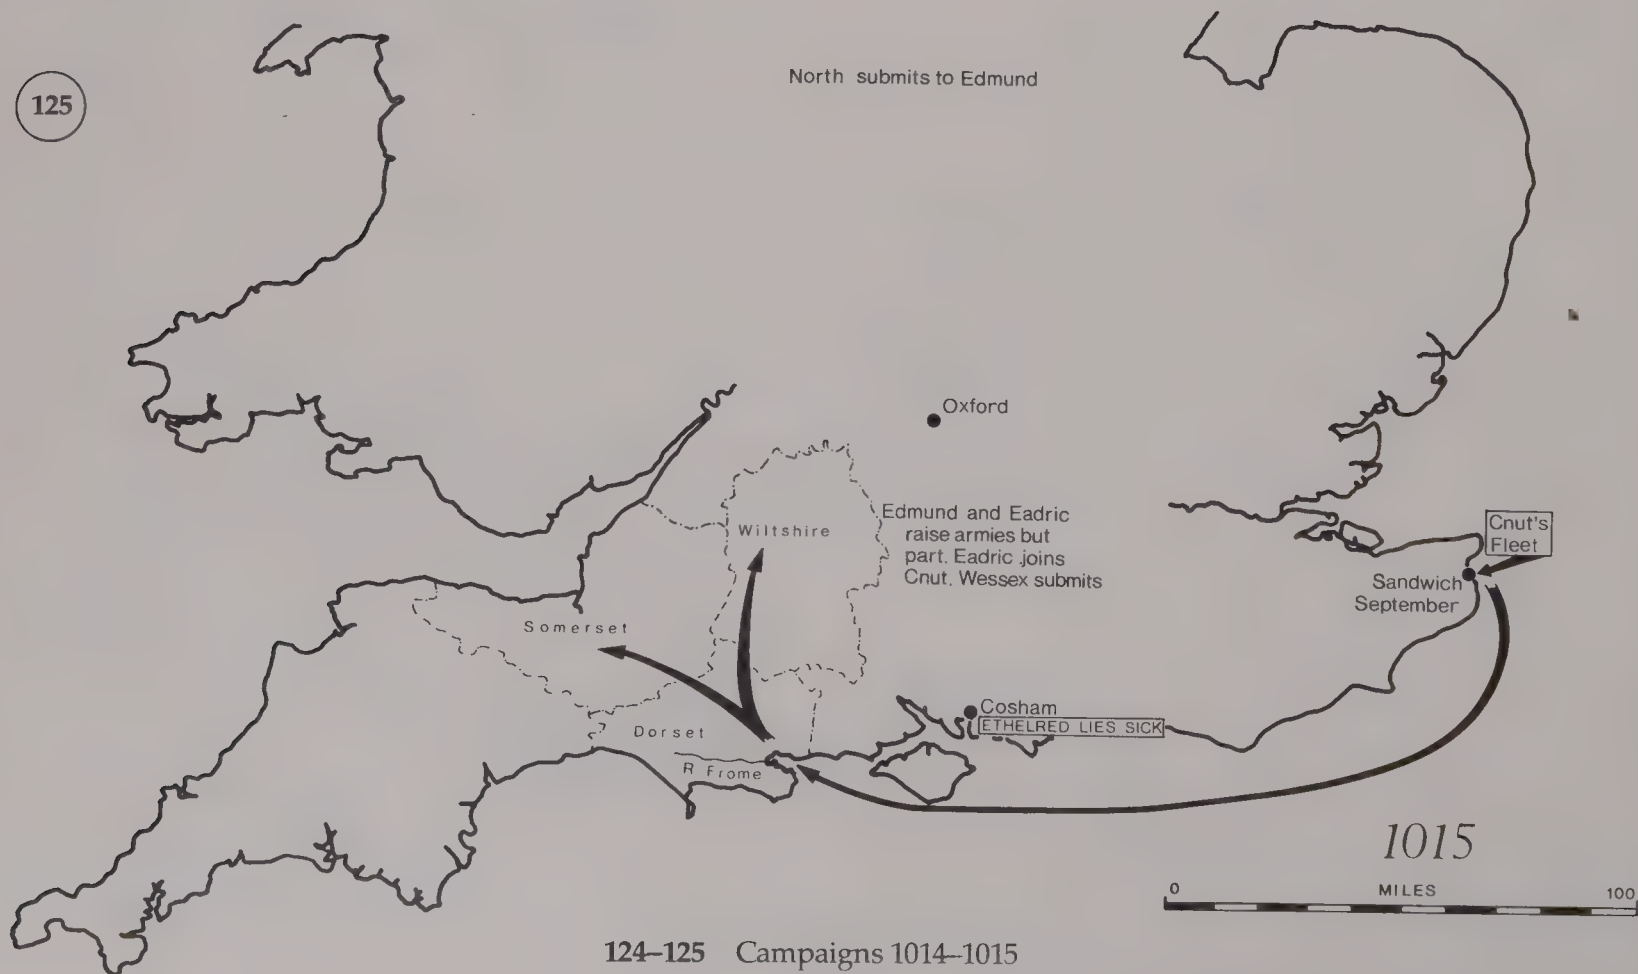 125
North submits to Edmund
Oxford
Wiltshire
Edmund and Eadric
raise armies but
part. Eadric joins
Cnut. Wessex submits
Cnut's
Fleet
Sandwich
September
Somerset
Cosham
ETHELRED LIES SICK
Dorset
R Frome
1015
0 MILES 100
124–125 Campaigns 1014–1015